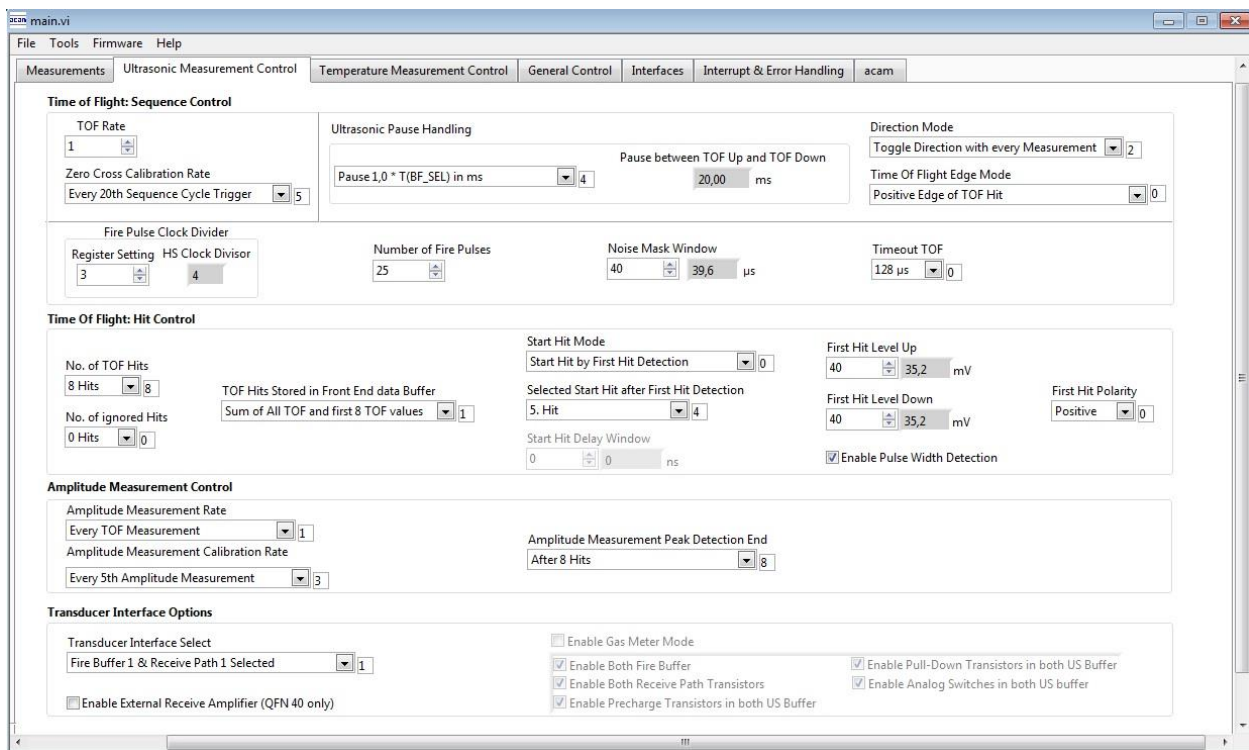 acam main.vi
File Tools Firmware Help
Measurements Ultrasonic Measurement Control Temperature Measurement Control General Control Interfaces Interrupt & Error Handling acam
Time of Flight: Sequence Control
TOF Rate
1
Zero Cross Calibration Rate
Every 20th Sequence Cycle Trigger 5
Ultrasonic Pause Handling
Pause between TOF Up and TOF Down
Pause 1,0 * T(BF_SEL) in ms 4 20,00 ms
Direction Mode
Toggle Direction with every Measurement 2
Time Of Flight Edge Mode
Positive Edge of TOF Hit 0
Fire Pulse Clock Divider
Register Setting HS Clock Divisor
3 4
Number of Fire Pulses
25
Noise Mask Window
40 39,6 µs
Timeout TOF
128 µs 0
Time Of Flight: Hit Control
No. of TOF Hits
8 Hits 8
No. of ignored Hits
0 Hits 0
TOF Hits Stored in Front End data Buffer
Sum of All TOF and first 8 TOF values 1
Start Hit Mode
Start Hit by First Hit Detection 0
Selected Start Hit after First Hit Detection
5. Hit 4
Start Hit Delay Window
0 0 ns
First Hit Level Up
40 35,2 mV
First Hit Level Down
40 35,2 mV
Enable Pulse Width Detection
First Hit Polarity
Positive 0
Amplitude Measurement Control
Amplitude Measurement Rate
Every TOF Measurement 1
Amplitude Measurement Calibration Rate
Every 5th Amplitude Measurement 3
Amplitude Measurement Peak Detection End
After 8 Hits 8
Transducer Interface Options
Transducer Interface Select
Fire Buffer 1 & Receive Path 1 Selected 1
Enable External Receive Amplifier (QFN 40 only)
Enable Gas Meter Mode
Enable Both Fire Buffer
Enable Both Receive Path Transistors
Enable Precharge Transistors in both US Buffer
Enable Pull-Down Transistors in both US Buffer
Enable Analog Switches in both US buffer